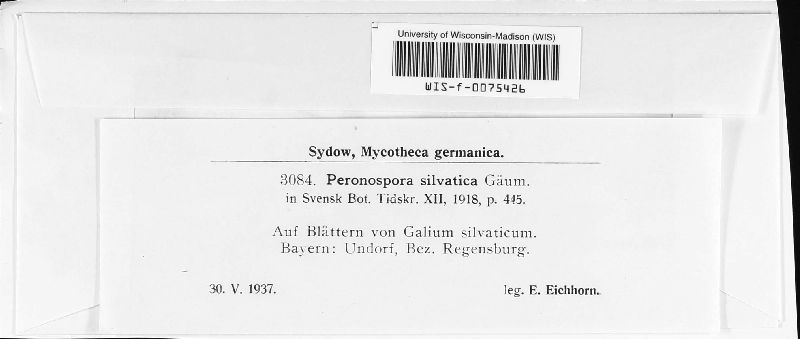 University of Wisconsin-Madison (WIS)
WIS-f-0075426
Sydow, Mycotheca germanica.
3084. Peronospora silvatica Gäum.
in Svensk Bot. Tidskr. XII, 1918, p. 445.
Auf Blättern von Galium silvaticum.
Bayern: Undorf, Bez. Regensburg.
30. V. 1937.
leg. E. Eichhorn.